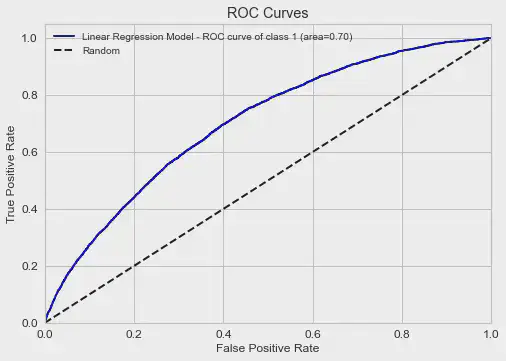 ROC Curves
Linear Regression Model - ROC curve of class 1 (area=0.70)
Random
1.0
0.8
0.6
0.4
0.2
0.0
True Positive Rate
0.0 0.2 0.4 0.6 0.8 1.0
False Positive Rate